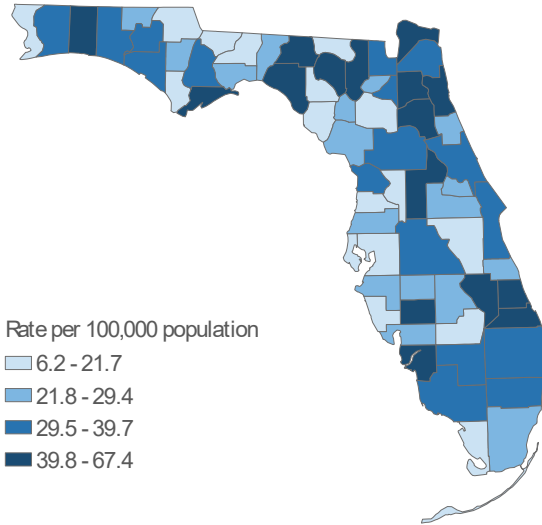 Rate per 100,000 population
6.2 - 21.7
21.8 - 29.4
29.5 - 39.7
39.8 - 67.4